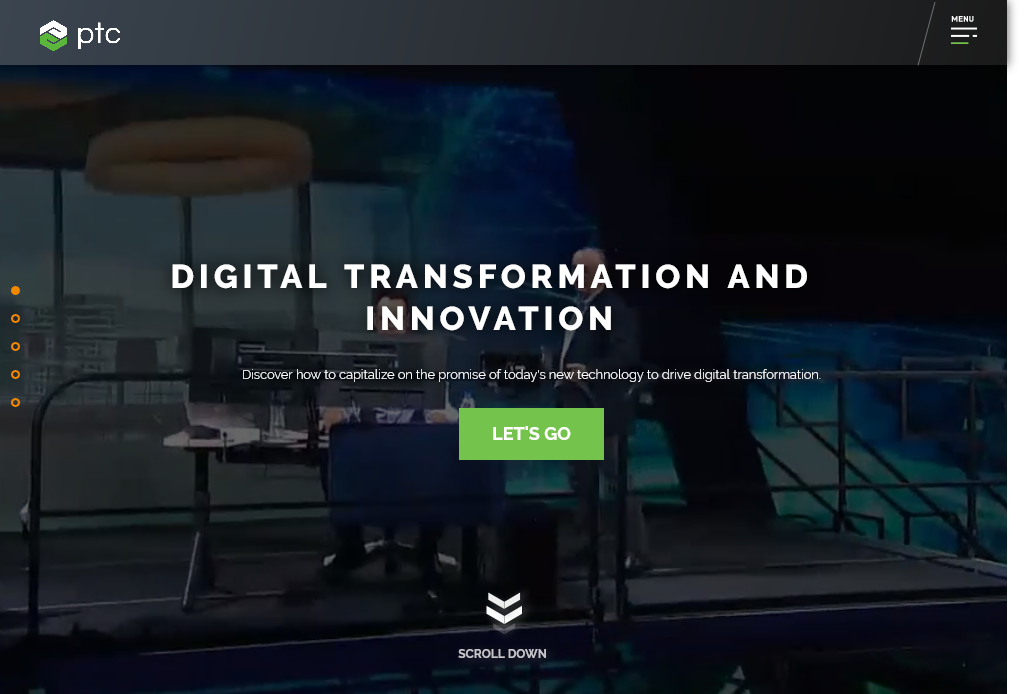 ptc
MENU
DIGITAL TRANSFORMATION AND
INNOVATION
Discover how to capitalize on the promise of today's new technology to drive digital transformation.
LET'S GO
SCROLL DOWN